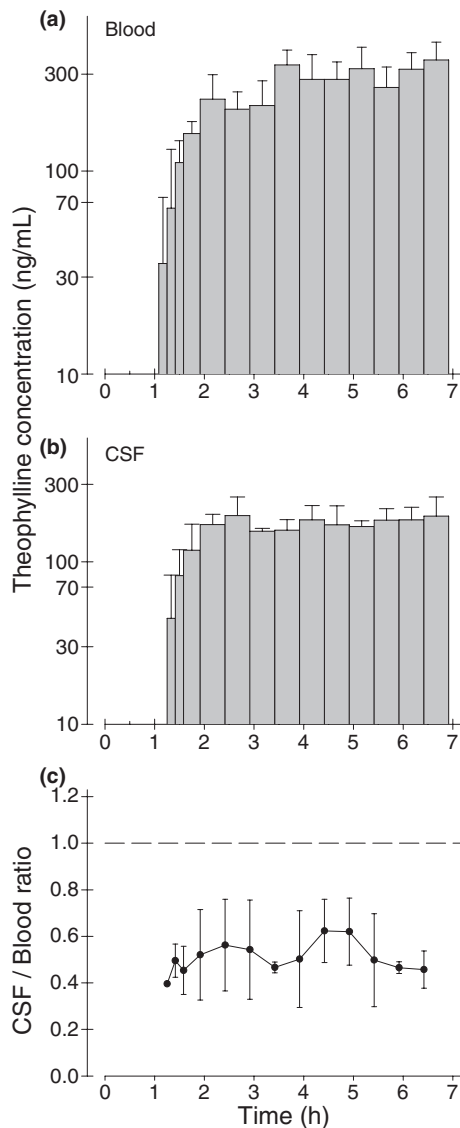 (a)
Blood
300
100
70
30
10
0 1 2 3 4 5 6 7
Theophylline concentration (ng/mL)
(b)
CSF
300
100
70
30
10
0 1 2 3 4 5 6 7
(c)
1.2
1.0
0.8
0.6
0.4
0.2
0.0
CSF / Blood ratio
0 1 2 3 4 5 6 7
Time (h)